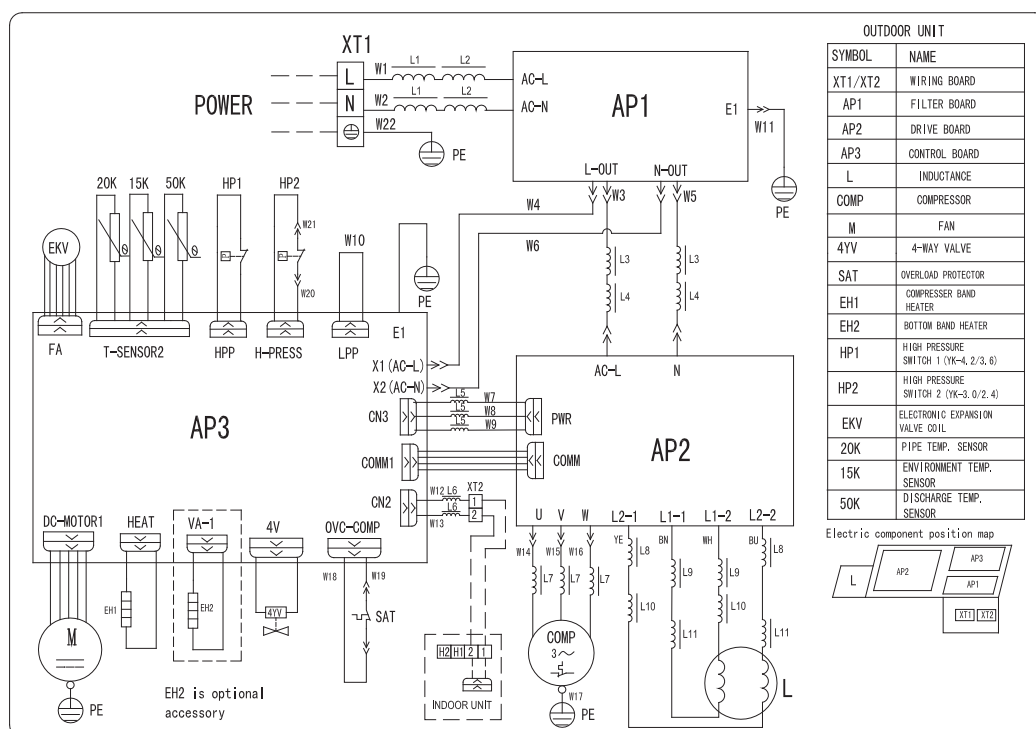 XT1
L
N
POWER
W1
L1
L2
W2
L1
L2
W22
PE
AC-L
AC-N
AP1
E1
W11
PE
L-OUT
N-OUT
W3
W5
W4
W6
L3
L4
L3
L4
20K
15K
50K
HP1
HP2
W21
W20
EKV
θ
θ
θ
P
P
W10
PE
FA
T-SENSOR2
HPP
H-PRESS
LPP
E1
X1(AC-L)
X2(AC-N)
AP3
CN3
L5
L5
L5
W7
W8
W9
PWR
COMM1
COMM
CN2
W12
L6
L6
W13
XT2
1
2
AC-L
N
AP2
U
V
W
L2-1
L1-1
L1-2
L2-2
W14
W15
W16
YE
BN
WH
BU
L7
L7
L7
L8
L9
L9
L8
L10
L10
L11
L11
COMP
3～
W17
PE
L
DC-MOTOR1
HEAT
VA-1
4V
OVC-COMP
EH1
EH2
4YV
W18
W19
SAT
M
PE
EH2 is optional
accessory
H2 H1 2 1
INDOOR UNIT
OUTDOOR UNIT
SYMBOL NAME
XT1/XT2 WIRING BOARD
AP1 FILTER BOARD
AP2 DRIVE BOARD
AP3 CONTROL BOARD
L INDUCTANCE
COMP COMPRESSOR
M FAN
4YV 4-WAY VALVE
SAT OVERLOAD PROTECTOR
EH1 COMPRESSER BAND
HEATER
EH2 BOTTOM BAND HEATER
HP1 HIGH PRESSURE
SWITCH 1 (YK-4.2/3.6)
HP2 HIGH PRESSURE
SWITCH 2 (YK-3.0/2.4)
EKV ELECTRONIC EXPANSION
VALVE COIL
20K PIPE TEMP. SENSOR
15K ENVIRONMENT TEMP.
SENSOR
50K DISCHARGE TEMP.
SENSOR
Electric component position map
L
AP2
AP3
AP1
XT1 XT2